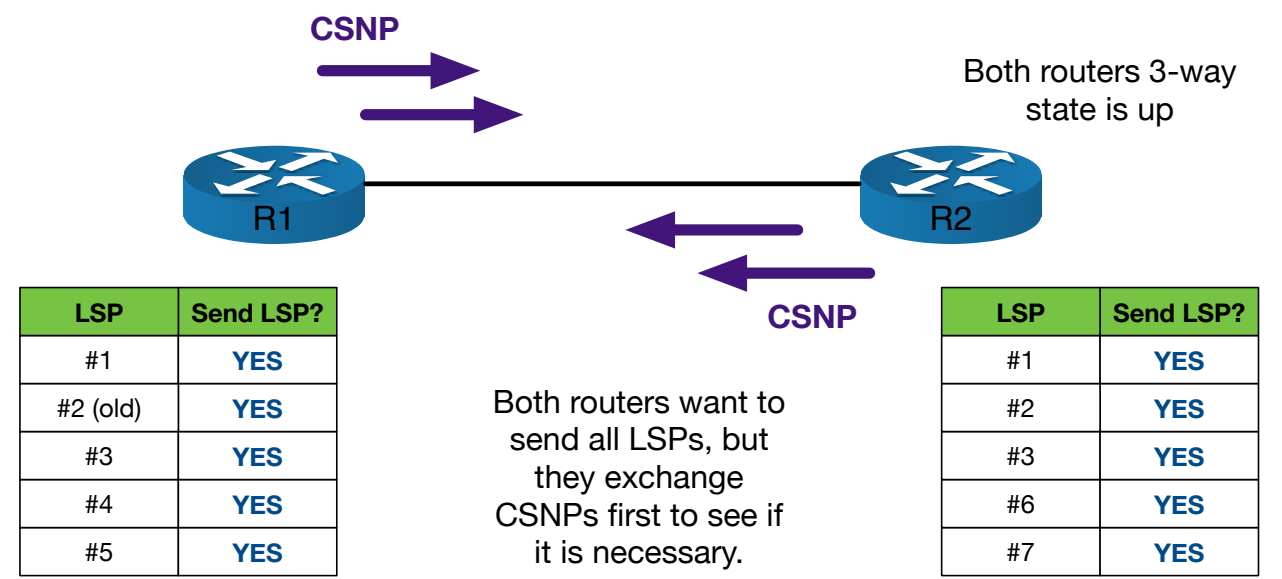 CSNP
Both routers 3-way
state is up
R1
R2
CSNP
LSP Send LSP?
#1 YES
#2 (old) YES
#3 YES
#4 YES
#5 YES
Both routers want to
send all LSPs, but
they exchange
CSNPs first to see if
it is necessary.
LSP Send LSP?
#1 YES
#2 YES
#3 YES
#6 YES
#7 YES